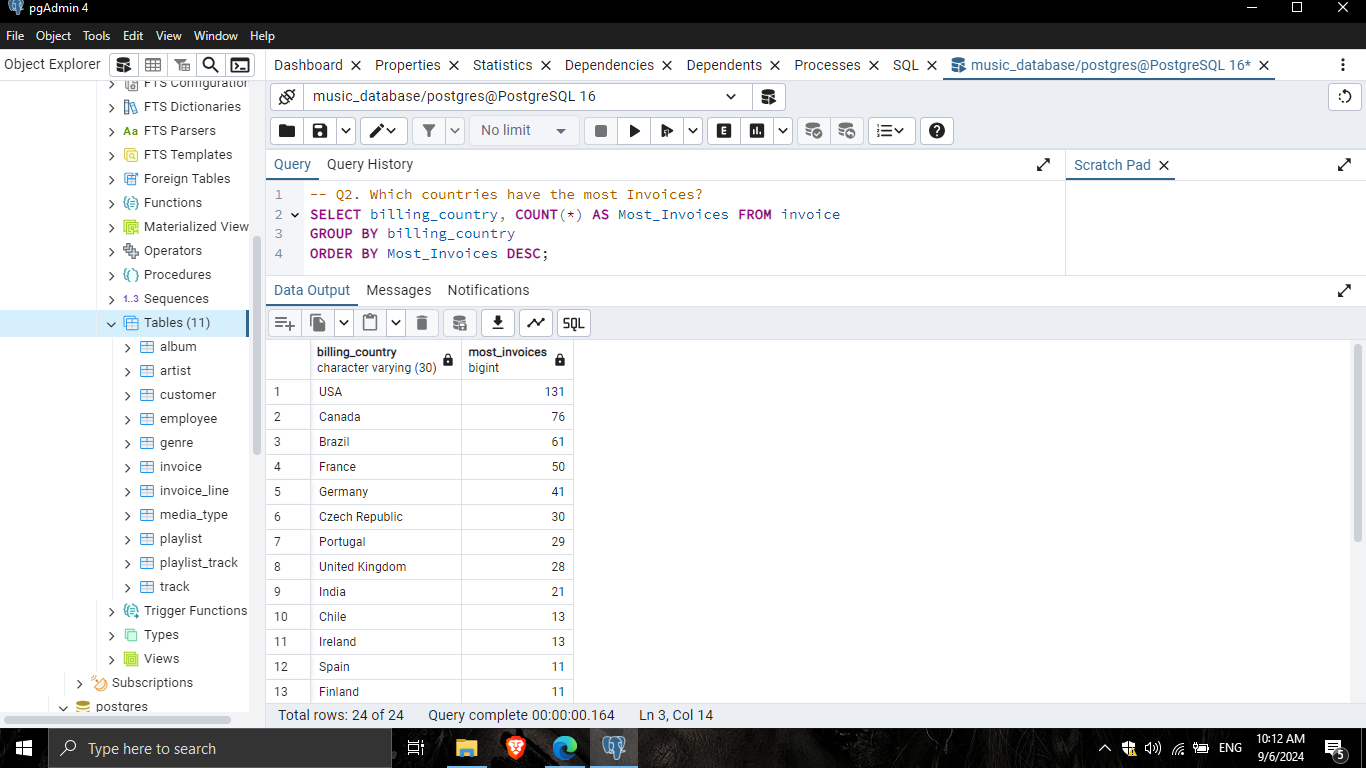 pgAdmin 4
File Object Tools Edit View Window Help
Object Explorer
Dashboard Properties Statistics Dependencies Dependents Processes SQL music_database/postgres@PostgreSQL 16*
music_database/postgres@PostgreSQL 16
No limit
E
Query Query History
Scratch Pad
1 -- Q2. Which countries have the most Invoices?
2 SELECT billing_country, COUNT(*) AS Most_Invoices FROM invoice
3 GROUP BY billing_country
4 ORDER BY Most_Invoices DESC;
Data Output Messages Notifications
SQL
billing_country most_invoices
character varying (30) bigint
1 USA 131
2 Canada 76
3 Brazil 61
4 France 50
5 Germany 41
6 Czech Republic 30
7 Portugal 29
8 United Kingdom 28
9 India 21
10 Chile 13
11 Ireland 13
12 Spain 11
13 Finland 11
Total rows: 24 of 24 Query complete 00:00:00.164 Ln 3, Col 14
FTS Configuration
FTS Dictionaries
Aa FTS Parsers
FTS Templates
Foreign Tables
Functions
Materialized View
Operators
Procedures
1..3 Sequences
Tables (11)
album
artist
customer
employee
genre
invoice
invoice_line
media_type
playlist
playlist_track
track
Trigger Functions
Types
Views
Subscriptions
postgres
Type here to search
ENG
10:12 AM
9/6/2024
5